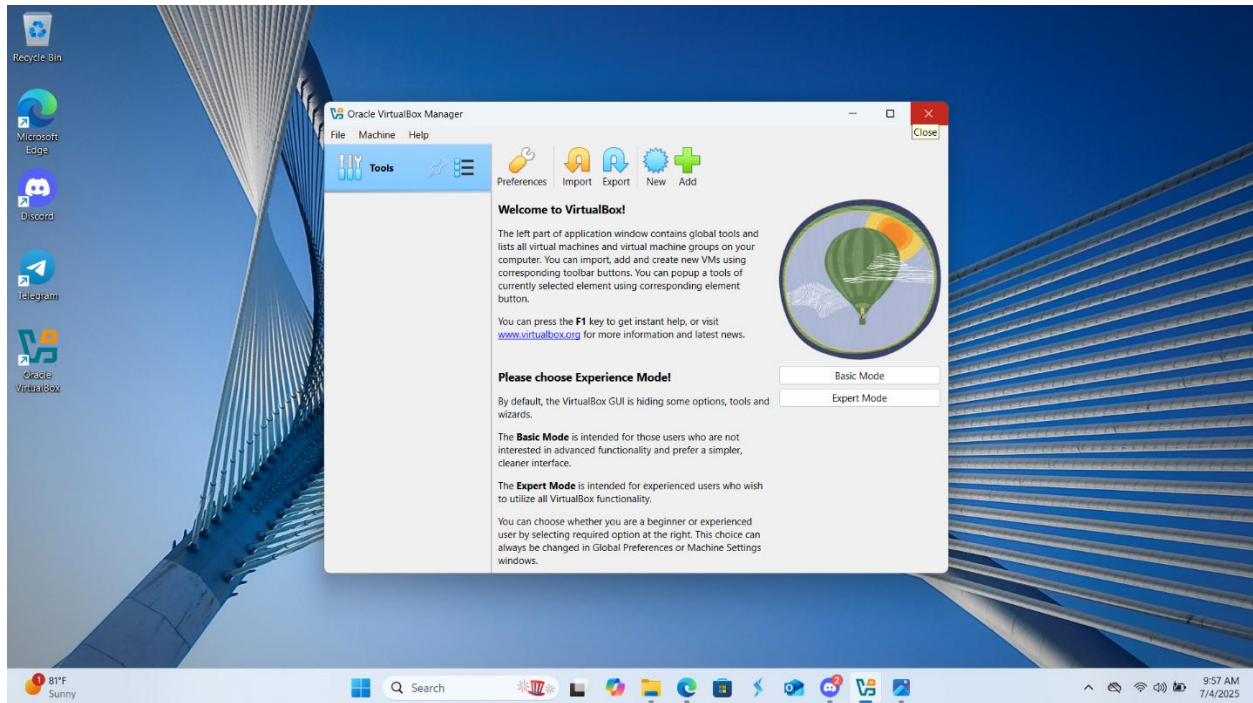 Recycle Bin
Microsoft
Edge
Discord
Telegram
Oracle
VirtualBox
Oracle VirtualBox Manager
Close
File Machine Help
Tools
Preferences Import Export New Add
Welcome to VirtualBox!
The left part of application window contains global tools and
lists all virtual machines and virtual machine groups on your
computer. You can import, add and create new VMs using
corresponding toolbar buttons. You can popup a tools of
currently selected element using corresponding element
button.
You can press the F1 key to get instant help, or visit
www.virtualbox.org for more information and latest news.
Please choose Experience Mode!
By default, the VirtualBox GUI is hiding some options, tools and
wizards.
The Basic Mode is intended for those users who are not
interested in advanced functionality and prefer a simpler,
cleaner interface.
The Expert Mode is intended for experienced users who wish
to utilize all VirtualBox functionality.
You can choose whether you are a beginner or experienced
user by selecting required option at the right. This choice can
always be changed in Global Preferences or Machine Settings
windows.
Basic Mode
Expert Mode
1
81°F
Sunny
Search
2
9:57 AM
7/4/2025